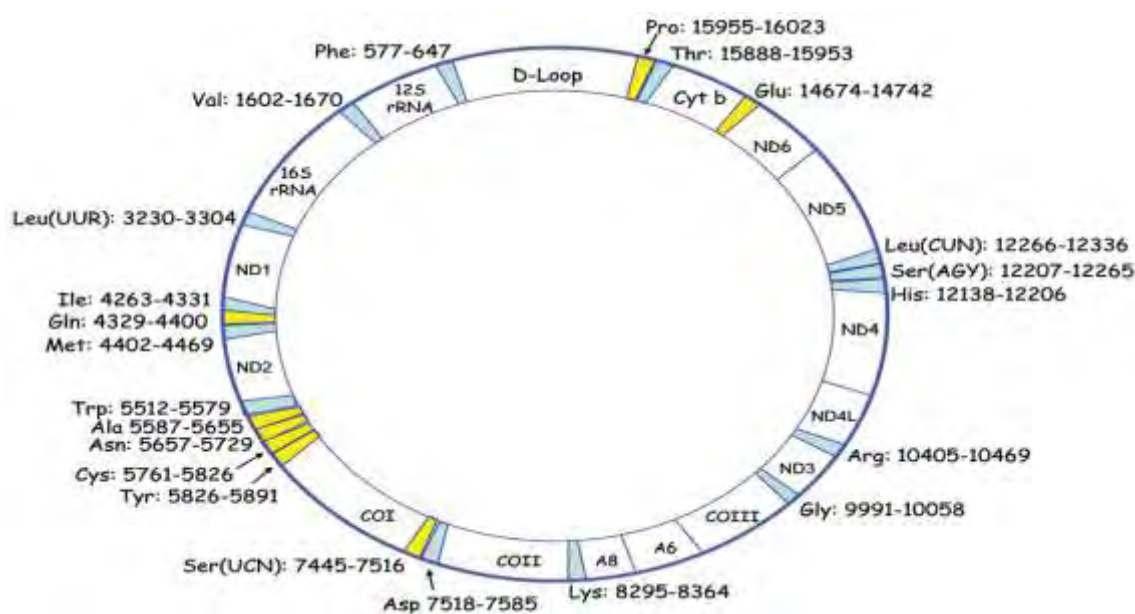 Pro: 15955-16023
Phe: 577-647
Thr: 15888-15953
D-Loop
12S
rRNA
Cyt b
Glu: 14674-14742
Val: 1602-1670
ND6
16S
rRNA
ND5
Leu(UUR): 3230-3304
Leu(CUN): 12266-12336
Ser(AGY): 12207-12265
His: 12138-12206
ND1
Ile: 4263-4331
Gln: 4329-4400
Met: 4402-4469
ND4
ND2
Trp: 5512-5579
Ala 5587-5655
Asn: 5657-5729
Cys: 5761-5826
Tyr: 5826-5891
ND4L
Arg: 10405-10469
ND3
Gly: 9991-10058
COI
COIII
Ser(UCN): 7445-7516
COII
A8
A6
Asp 7518-7585
Lys: 8295-8364